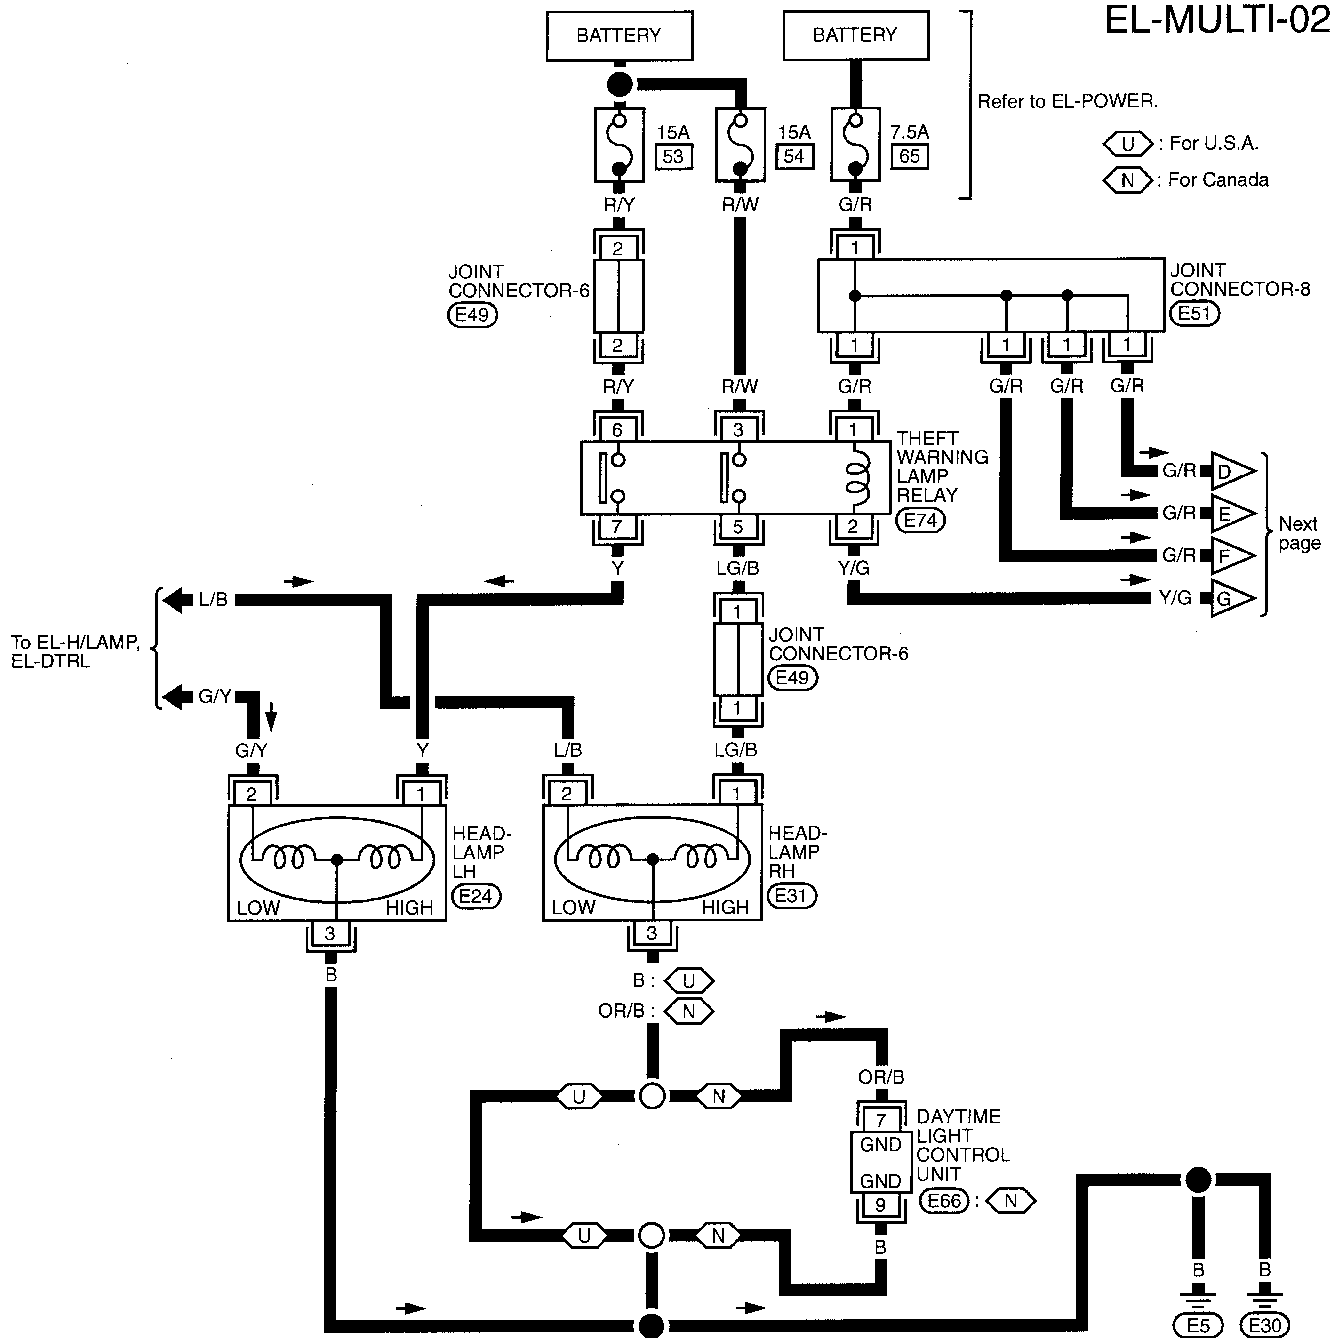 EL-MULTI-02
BATTERY
BATTERY
Refer to EL-POWER.
15A
53
15A
54
7.5A
65
U : For U.S.A.
N : For Canada
R/Y
R/W
G/R
2
1
JOINT
CONNECTOR-6
E49
JOINT
CONNECTOR-8
E51
2
1
1
1
1
R/Y
R/W
G/R
G/R
G/R
G/R
6
3
1
THEFT
WARNING
LAMP
RELAY
E74
7
5
2
G/R
D
G/R
E
G/R
F
Y/G
G
Next
page
Y
LG/B
Y/G
L/B
To EL-H/LAMP,
EL-DTRL
G/Y
1
JOINT
CONNECTOR-6
E49
1
G/Y
Y
L/B
LG/B
2
1
2
1
HEAD-
LAMP
LH
E24
HEAD-
LAMP
RH
E31
LOW
HIGH
LOW
HIGH
3
3
B
B : U
OR/B : N
U
N
OR/B
7
GND
GND
9
DAYTIME
LIGHT
CONTROL
UNIT
E66 : N
U
N
B
B
B
E5
E30